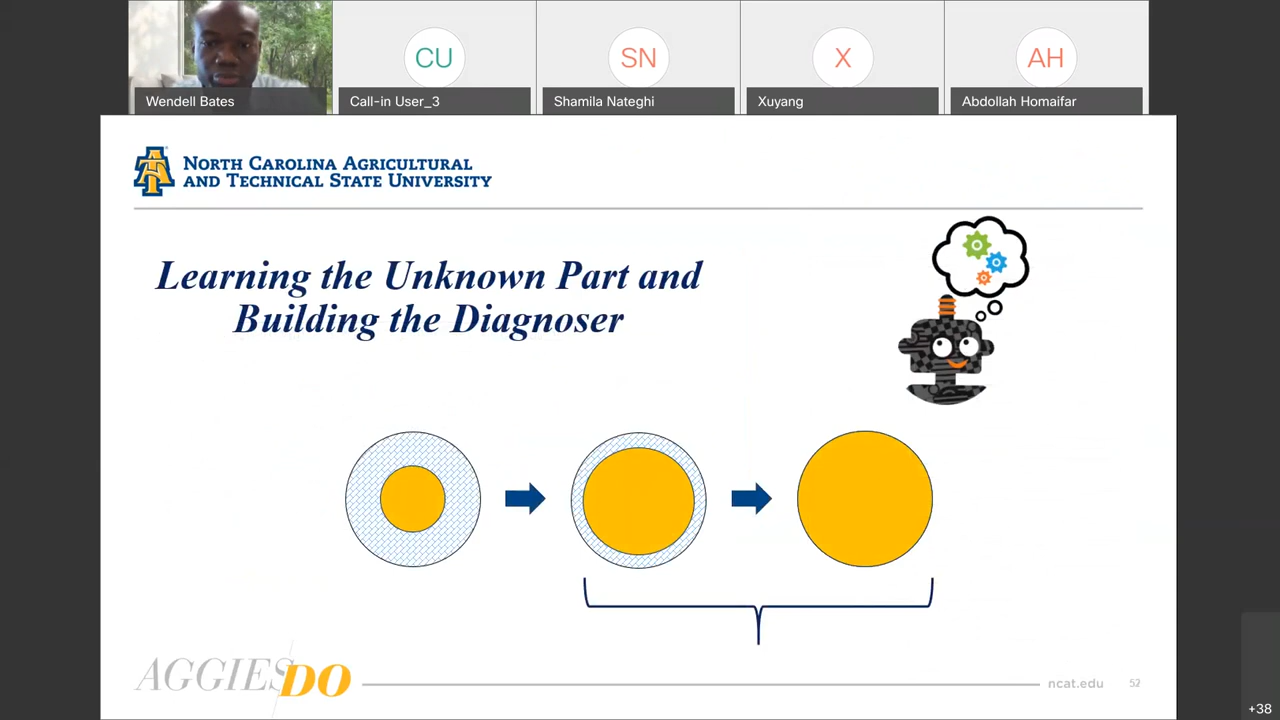 CU
SN
X
AH
Wendell Bates
Call-in User_3
Shamila Nateghi
Xuyang
Abdollah Homaifar
NORTH CAROLINA AGRICULTURAL
AND TECHNICAL STATE UNIVERSITY
Learning the Unknown Part and
Building the Diagnoser
AGGIES DO
ncat.edu
52
+38